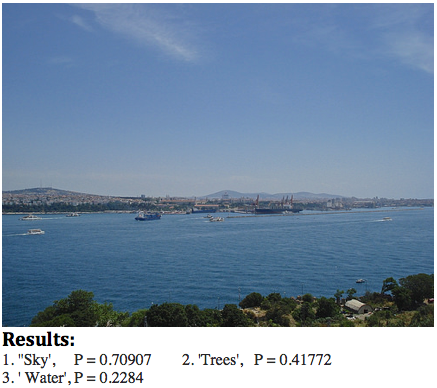 Results:
1. "Sky', P = 0.70907 2. 'Trees', P = 0.41772
3. ' Water', P = 0.2284